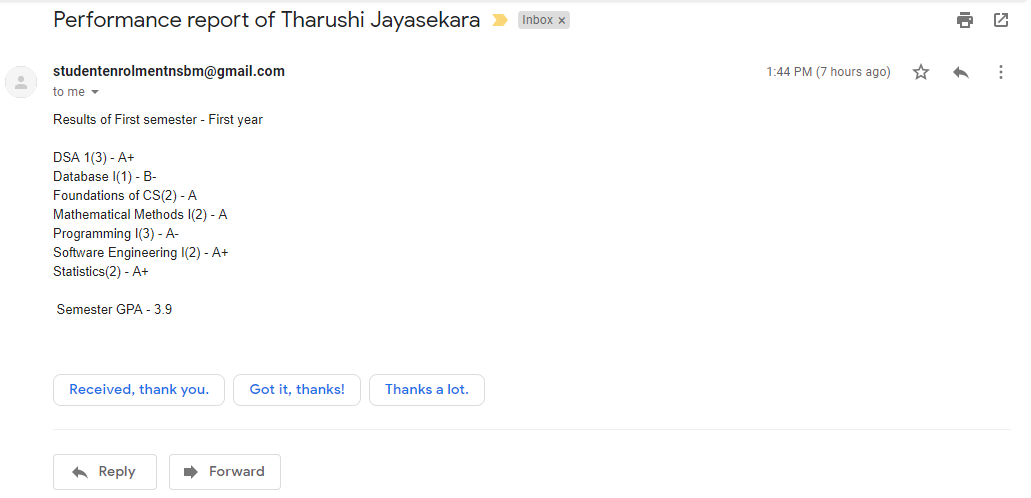 Performance report of Tharushi Jayasekara Inbox x
studentenrolmentnsbm@gmail.com 1:44 PM (7 hours ago)
to me
Results of First semester - First year
DSA 1(3) - A+
Database I(1) - B-
Foundations of CS(2) - A
Mathematical Methods I(2) - A
Programming I(3) - A-
Software Engineering I(2) - A+
Statistics(2) - A+
Semester GPA - 3.9
Received, thank you. Got it, thanks! Thanks a lot.
Reply Forward